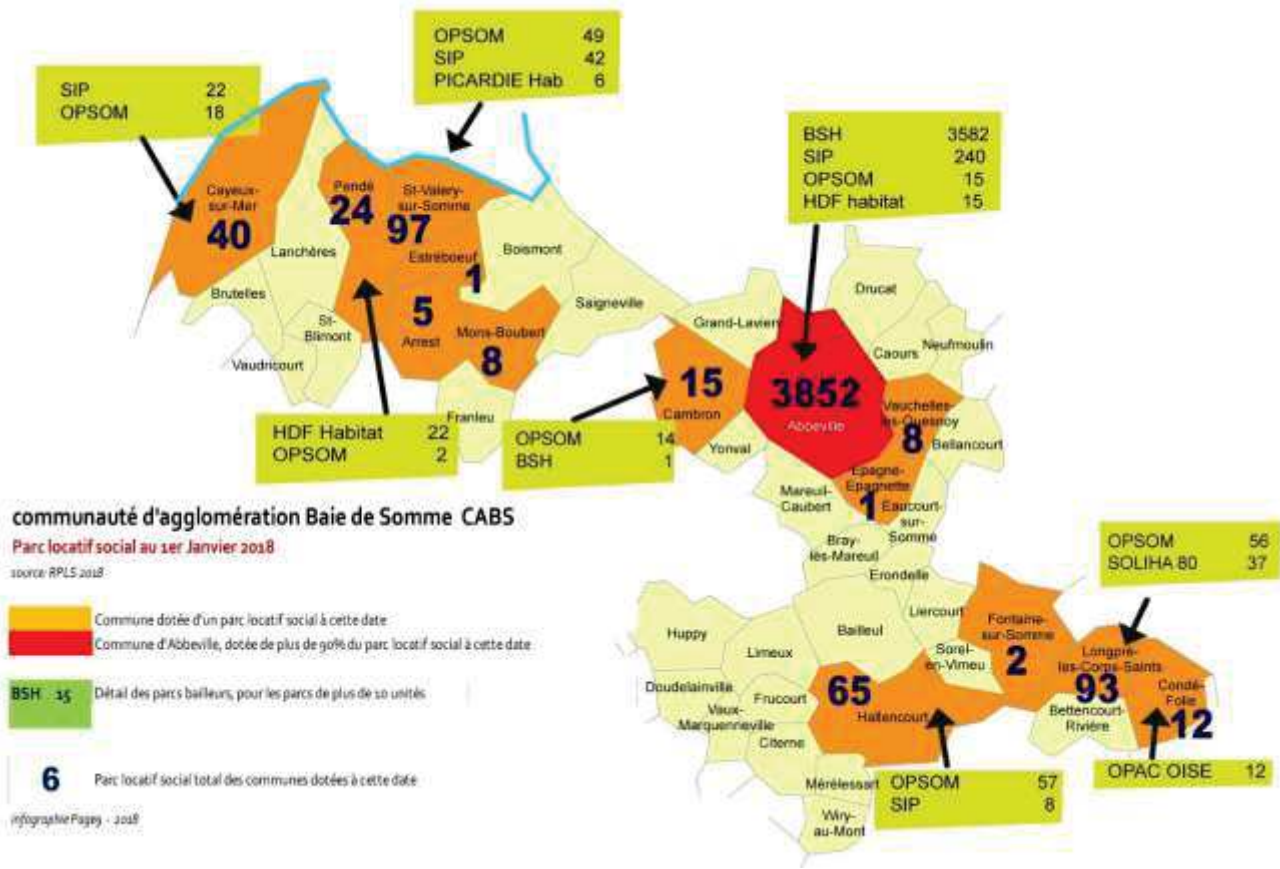 OPSOM 49
SIP 42
PICARDIE Hab 6
SIP 22
OPSOM 18
BSH 3582
SIP 240
OPSOM 15
HDF habitat 15
Cayeux-
sur-Mer
40
Pendé
24
St-Valery-
sur-Somme
97
Estréboeuf
1
Lanchères
Boismont
Brutelles
Saigneville
St-
Blimont
5
Arrest
Mons-Boubert
8
Vaudricourt
Franleu
Grand-Laviers
Drucat
Caours
Neufmoulin
15
Cambron
3852
Abbeville
Vauchelles-
les-Quesnoy
8
Bellancourt
Yonval
Epagne-
Epagnette
1
Mareuil-
Caubert
Eaucourt-
sur-
Somme
Bray-
lès-Mareuil
Erondelle
HDF Habitat 22
OPSOM 2
OPSOM 14
BSH 1
communauté d'agglomération Baie de Somme CABS
Parc locatif social au 1er Janvier 2018
source RPLS 2018
Commune dotée d'un parc locatif social à cette date
Commune d'Abbeville, dotée de plus de 90% du parc locatif social à cette date
BSH 15
Détail des parcs bailleurs, pour les parcs de plus de 10 unités
6
Parc locatif social total des communes dotées à cette date
infographie Page9 - 2018
OPSOM 56
SOLIHA 80 37
Huppy
Limeux
Bailleul
Liercourt
Fontaine-
sur-Somme
2
Sorel-
en-Vimeu
Longpré-
les-Corps-Saints
93
Condé-
Folie
12
Doudelainville
Frucourt
65
Hallencourt
Bettencourt-
Rivière
Vaux-
Marquenneville
Citerne
Mérélessart
Wiry-
au-Mont
OPSOM 57
SIP 8
OPAC OISE 12